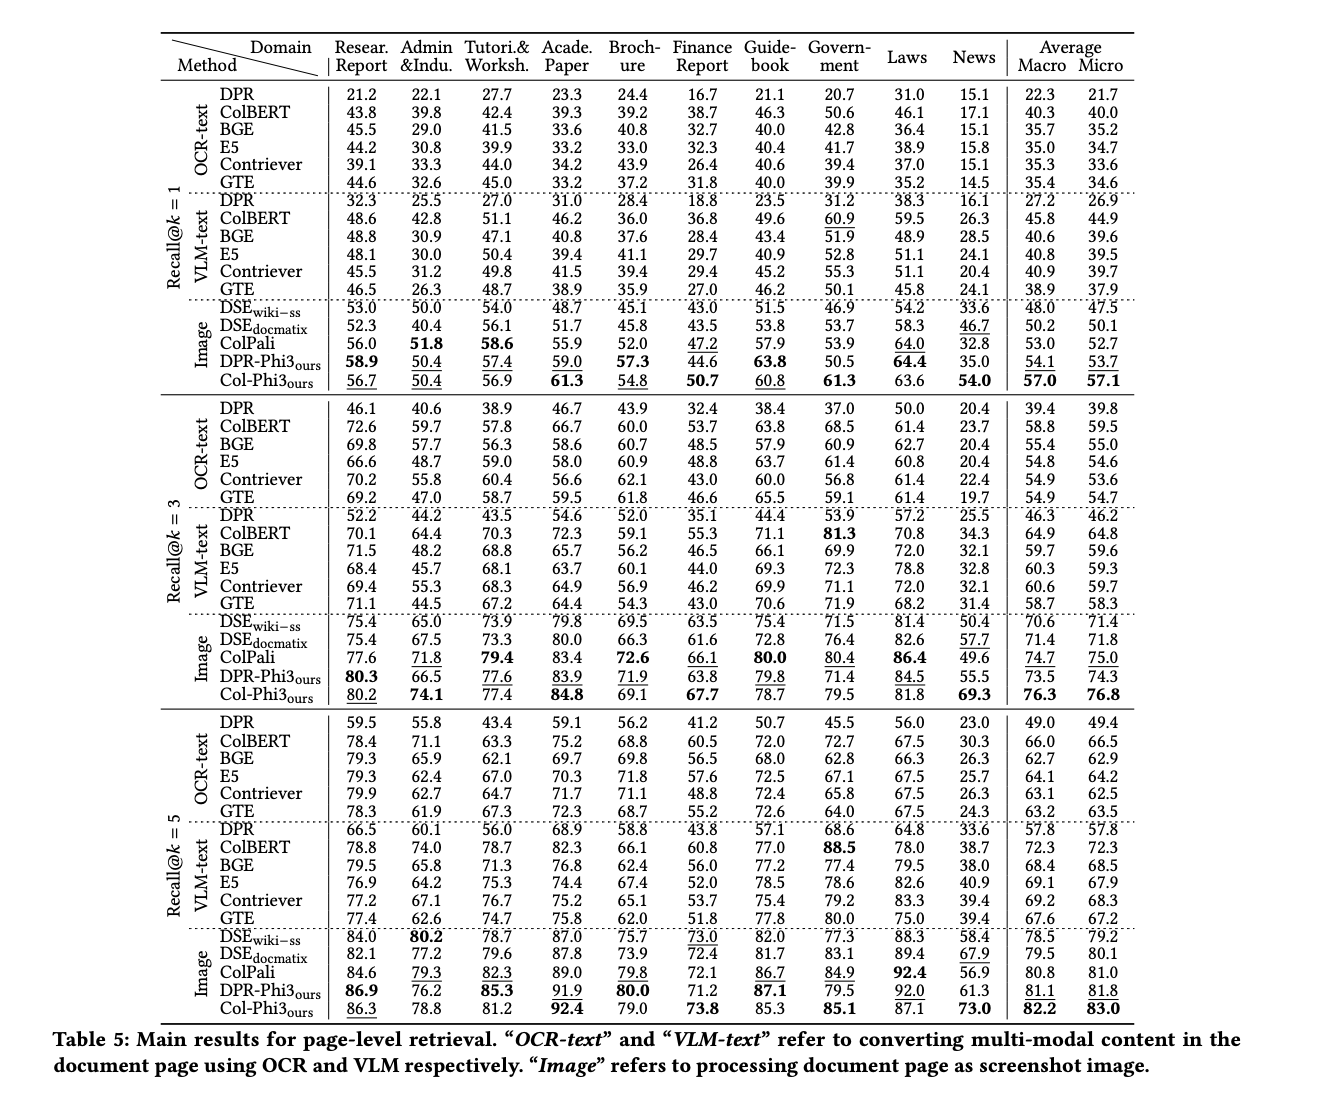 Domain Resear. Admin Tutori.& Acade. Broch- Finance Guide- Govern- Laws News Average
Method Report &Indu. Worksh. Paper ure Report book ment Macro Micro
Recall@k = 1
OCR-text
DPR 21.2 22.1 27.7 23.3 24.4 16.7 21.1 20.7 31.0 15.1 22.3 21.7
ColBERT 43.8 39.8 42.4 39.3 39.2 38.7 46.3 50.6 46.1 17.1 40.3 40.0
BGE 45.5 29.0 41.5 33.6 40.8 32.7 40.0 42.8 36.4 15.1 35.7 35.2
E5 44.2 30.8 39.9 33.2 33.0 32.3 40.4 41.7 38.9 15.8 35.0 34.7
Contriever 39.1 33.3 44.0 34.2 43.9 26.4 40.6 39.4 37.0 15.1 35.3 33.6
GTE 44.6 32.6 45.0 33.2 37.2 31.8 40.0 39.9 35.2 14.5 35.4 34.6
VLM-text
DPR 32.3 25.5 27.0 31.0 28.4 18.8 23.5 31.2 38.3 16.1 27.2 26.9
ColBERT 48.6 42.8 51.1 46.2 36.0 36.8 49.6 60.9 59.5 26.3 45.8 44.9
BGE 48.8 30.9 47.1 40.8 37.6 28.4 43.4 51.9 48.9 28.5 40.6 39.6
E5 48.1 30.0 50.4 39.4 41.1 29.7 40.9 52.8 51.1 24.1 40.8 39.5
Contriever 45.5 31.2 49.8 41.5 39.4 29.4 45.2 55.3 51.1 20.4 40.9 39.7
GTE 46.5 26.3 48.7 38.9 35.9 27.0 46.2 50.1 45.8 24.1 38.9 37.9
Image
DSEwiki−ss 53.0 50.0 54.0 48.7 45.1 43.0 51.5 46.9 54.2 33.6 48.0 47.5
DSEdocmatix 52.3 40.4 56.1 51.7 45.8 43.5 53.8 53.7 58.3 46.7 50.2 50.1
ColPali 56.0 51.8 58.6 55.9 52.0 47.2 57.9 53.9 64.0 32.8 53.0 52.7
DPR-Phi3ours 58.9 50.4 57.4 59.0 57.3 44.6 63.8 50.5 64.4 35.0 54.1 53.7
Col-Phi3ours 56.7 50.4 56.9 61.3 54.8 50.7 60.8 61.3 63.6 54.0 57.0 57.1
Recall@k = 3
OCR-text
DPR 46.1 40.6 38.9 46.7 43.9 32.4 38.4 37.0 50.0 20.4 39.4 39.8
ColBERT 72.6 59.7 57.8 66.7 60.0 53.7 63.8 68.5 61.4 23.7 58.8 59.5
BGE 69.8 57.7 56.3 58.6 60.7 48.5 57.9 60.9 62.7 20.4 55.4 55.0
E5 66.6 48.7 59.0 58.0 60.9 48.8 63.7 61.4 60.8 20.4 54.8 54.6
Contriever 70.2 55.8 60.4 56.6 62.1 43.0 60.0 56.8 61.4 22.4 54.9 53.6
GTE 69.2 47.0 58.7 59.5 61.8 46.6 65.5 59.1 61.4 19.7 54.9 54.7
VLM-text
DPR 52.2 44.2 43.5 54.6 52.0 35.1 44.4 53.9 57.2 25.5 46.3 46.2
ColBERT 70.1 64.4 70.3 72.3 59.1 55.3 71.1 81.3 70.8 34.3 64.9 64.8
BGE 71.5 48.2 68.8 65.7 56.2 46.5 66.1 69.9 72.0 32.1 59.7 59.6
E5 68.4 45.7 68.1 63.7 60.1 44.0 69.3 72.3 78.8 32.8 60.3 59.3
Contriever 69.4 55.3 68.3 64.9 56.9 46.2 69.9 71.1 72.0 32.1 60.6 59.7
GTE 71.1 44.5 67.2 64.4 54.3 43.0 70.6 71.9 68.2 31.4 58.7 58.3
Image
DSEwiki−ss 75.4 65.0 73.9 79.8 69.5 63.5 75.4 71.5 81.4 50.4 70.6 71.4
DSEdocmatix 75.4 67.5 73.3 80.0 66.3 61.6 72.8 76.4 82.6 57.7 71.4 71.8
ColPali 77.6 71.8 79.4 83.4 72.6 66.1 80.0 80.4 86.4 49.6 74.7 75.0
DPR-Phi3ours 80.3 66.5 77.6 83.9 71.9 63.8 79.8 71.4 84.5 55.5 73.5 74.3
Col-Phi3ours 80.2 74.1 77.4 84.8 69.1 67.7 78.7 79.5 81.8 69.3 76.3 76.8
Recall@k = 5
OCR-text
DPR 59.5 55.8 43.4 59.1 56.2 41.2 50.7 45.5 56.0 23.0 49.0 49.4
ColBERT 78.4 71.1 63.3 75.2 68.8 60.5 72.0 72.7 67.5 30.3 66.0 66.5
BGE 79.3 65.9 62.1 69.7 69.8 56.5 68.0 62.8 66.3 26.3 62.7 62.9
E5 79.3 62.4 67.0 70.3 71.8 57.6 72.5 67.1 67.5 25.7 64.1 64.2
Contriever 79.9 62.7 64.7 71.7 71.1 48.8 72.4 65.8 67.5 26.3 63.1 62.5
GTE 78.3 61.9 67.3 72.3 68.7 55.2 72.6 64.0 67.5 24.3 63.2 63.5
VLM-text
DPR 66.5 60.1 56.0 68.9 58.8 43.8 57.1 68.6 64.8 33.6 57.8 57.8
ColBERT 78.8 74.0 78.7 82.3 66.1 60.8 77.0 88.5 78.0 38.7 72.3 72.3
BGE 79.5 65.8 71.3 76.8 62.4 56.0 77.2 77.4 79.5 38.0 68.4 68.5
E5 76.9 64.2 75.3 74.4 67.4 52.0 78.5 78.6 82.6 40.9 69.1 67.9
Contriever 77.2 67.1 76.7 75.2 65.1 53.7 75.4 79.2 83.3 39.4 69.2 68.3
GTE 77.4 62.6 74.7 75.8 62.0 51.8 77.8 80.0 75.0 39.4 67.6 67.2
Image
DSEwiki−ss 84.0 80.2 78.7 87.0 75.7 73.0 82.0 77.3 88.3 58.4 78.5 79.2
DSEdocmatix 82.1 77.2 79.6 87.8 73.9 72.4 81.7 83.1 89.4 67.9 79.5 80.1
ColPali 84.6 79.3 82.3 89.0 79.8 72.1 86.7 84.9 92.4 56.9 80.8 81.0
DPR-Phi3ours 86.9 76.2 85.3 91.9 80.0 71.2 87.1 79.5 92.0 61.3 81.1 81.8
Col-Phi3ours 86.3 78.8 81.2 92.4 79.0 73.8 85.3 85.1 87.1 73.0 82.2 83.0
Table 5: Main results for page-level retrieval. “OCR-text” and “VLM-text” refer to converting multi-modal content in the
document page using OCR and VLM respectively. “Image” refers to processing document page as screenshot image.